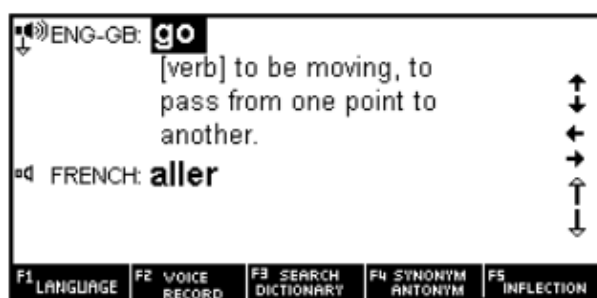 ENG-GB: go
[verb] to be moving, to
pass from one point to
another.
FRENCH: aller
F1 LANGUAGE F2 VOICE RECORD F3 SEARCH DICTIONARY F4 SYNONYM ANTONYM F5 INFLECTION